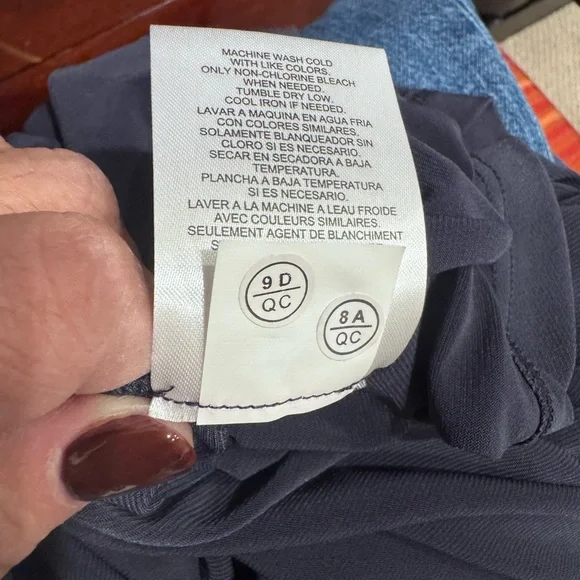 MACHINE WASH COLD
WITH LIKE COLORS.
ONLY NON-CHLORINE BLEACH
WHEN NEEDED.
TUMBLE DRY LOW.
COOL IRON IF NEEDED.
LAVAR A MAQUINA EN AGUA FRIA
CON COLORES SIMILARES.
SOLAMENTE BLANQUEADOR SIN
CLORO SI ES NECESARIO.
SECAR EN SECADORA A BAJA
TEMPERATURA.
PLANCHA A BAJA TEMPERATURA
SI ES NECESARIO.
LAVER A LA MACHINE A LEAU FROIDE
AVEC COULEURS SIMILAIRES.
SEULEMENT AGENT DE BLANCHIMENT
9 D
QC
8 A
QC